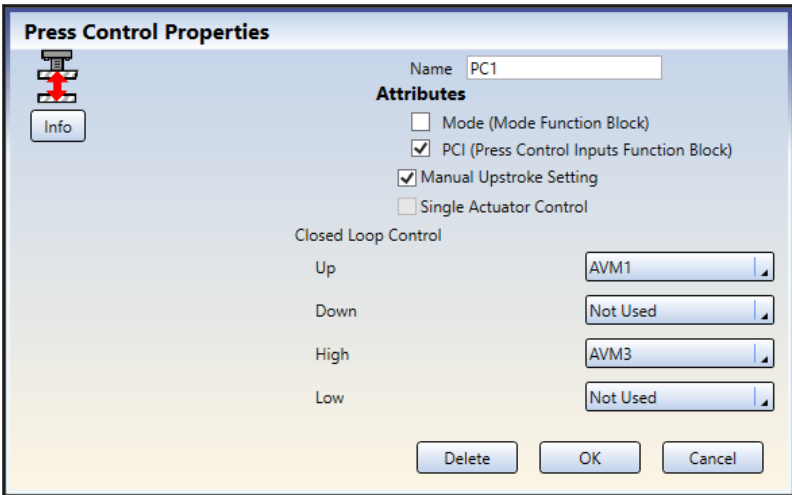 Press Control Properties
Name PC1
Attributes
Info
Mode (Mode Function Block)
PCI (Press Control Inputs Function Block)
Manual Upstroke Setting
Single Actuator Control
Closed Loop Control
Up AVM1
Down Not Used
High AVM3
Low Not Used
Delete OK Cancel